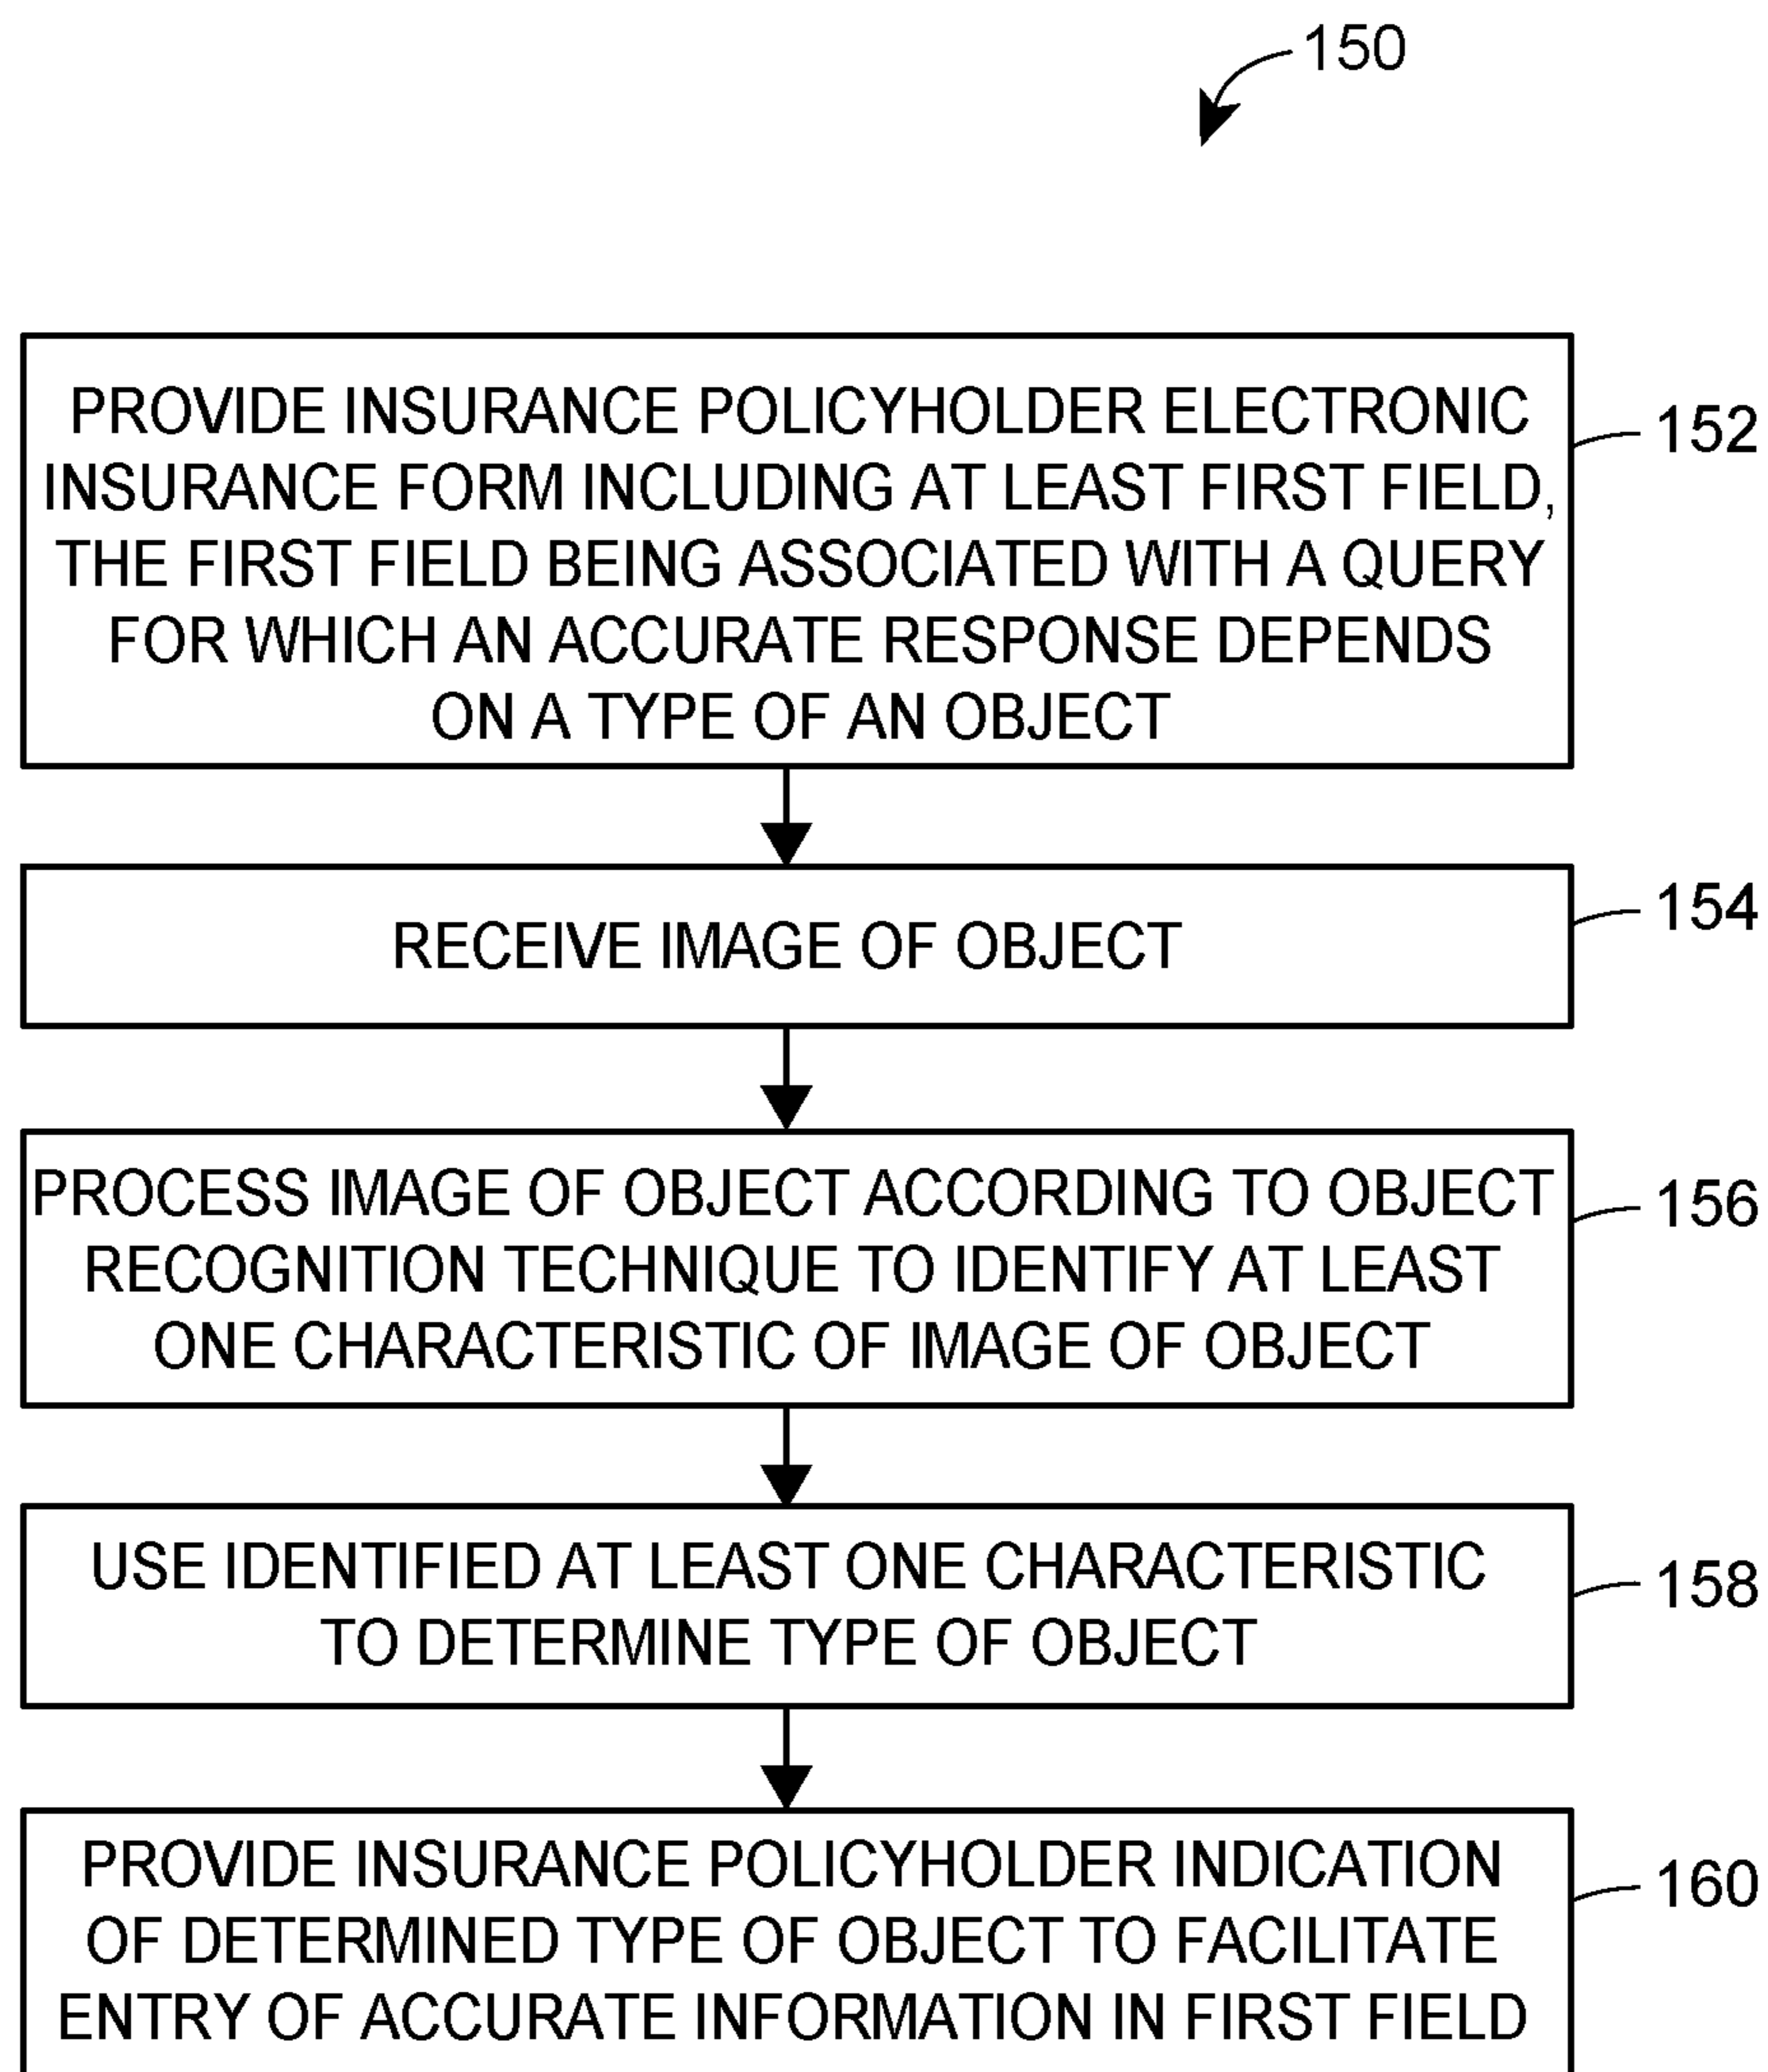 150
PROVIDE INSURANCE POLICYHOLDER ELECTRONIC
INSURANCE FORM INCLUDING AT LEAST FIRST FIELD,
THE FIRST FIELD BEING ASSOCIATED WITH A QUERY
FOR WHICH AN ACCURATE RESPONSE DEPENDS
ON A TYPE OF AN OBJECT
152
RECEIVE IMAGE OF OBJECT
154
PROCESS IMAGE OF OBJECT ACCORDING TO OBJECT
RECOGNITION TECHNIQUE TO IDENTIFY AT LEAST
ONE CHARACTERISTIC OF IMAGE OF OBJECT
156
USE IDENTIFIED AT LEAST ONE CHARACTERISTIC
TO DETERMINE TYPE OF OBJECT
158
PROVIDE INSURANCE POLICYHOLDER INDICATION
OF DETERMINED TYPE OF OBJECT TO FACILITATE
ENTRY OF ACCURATE INFORMATION IN FIRST FIELD
160